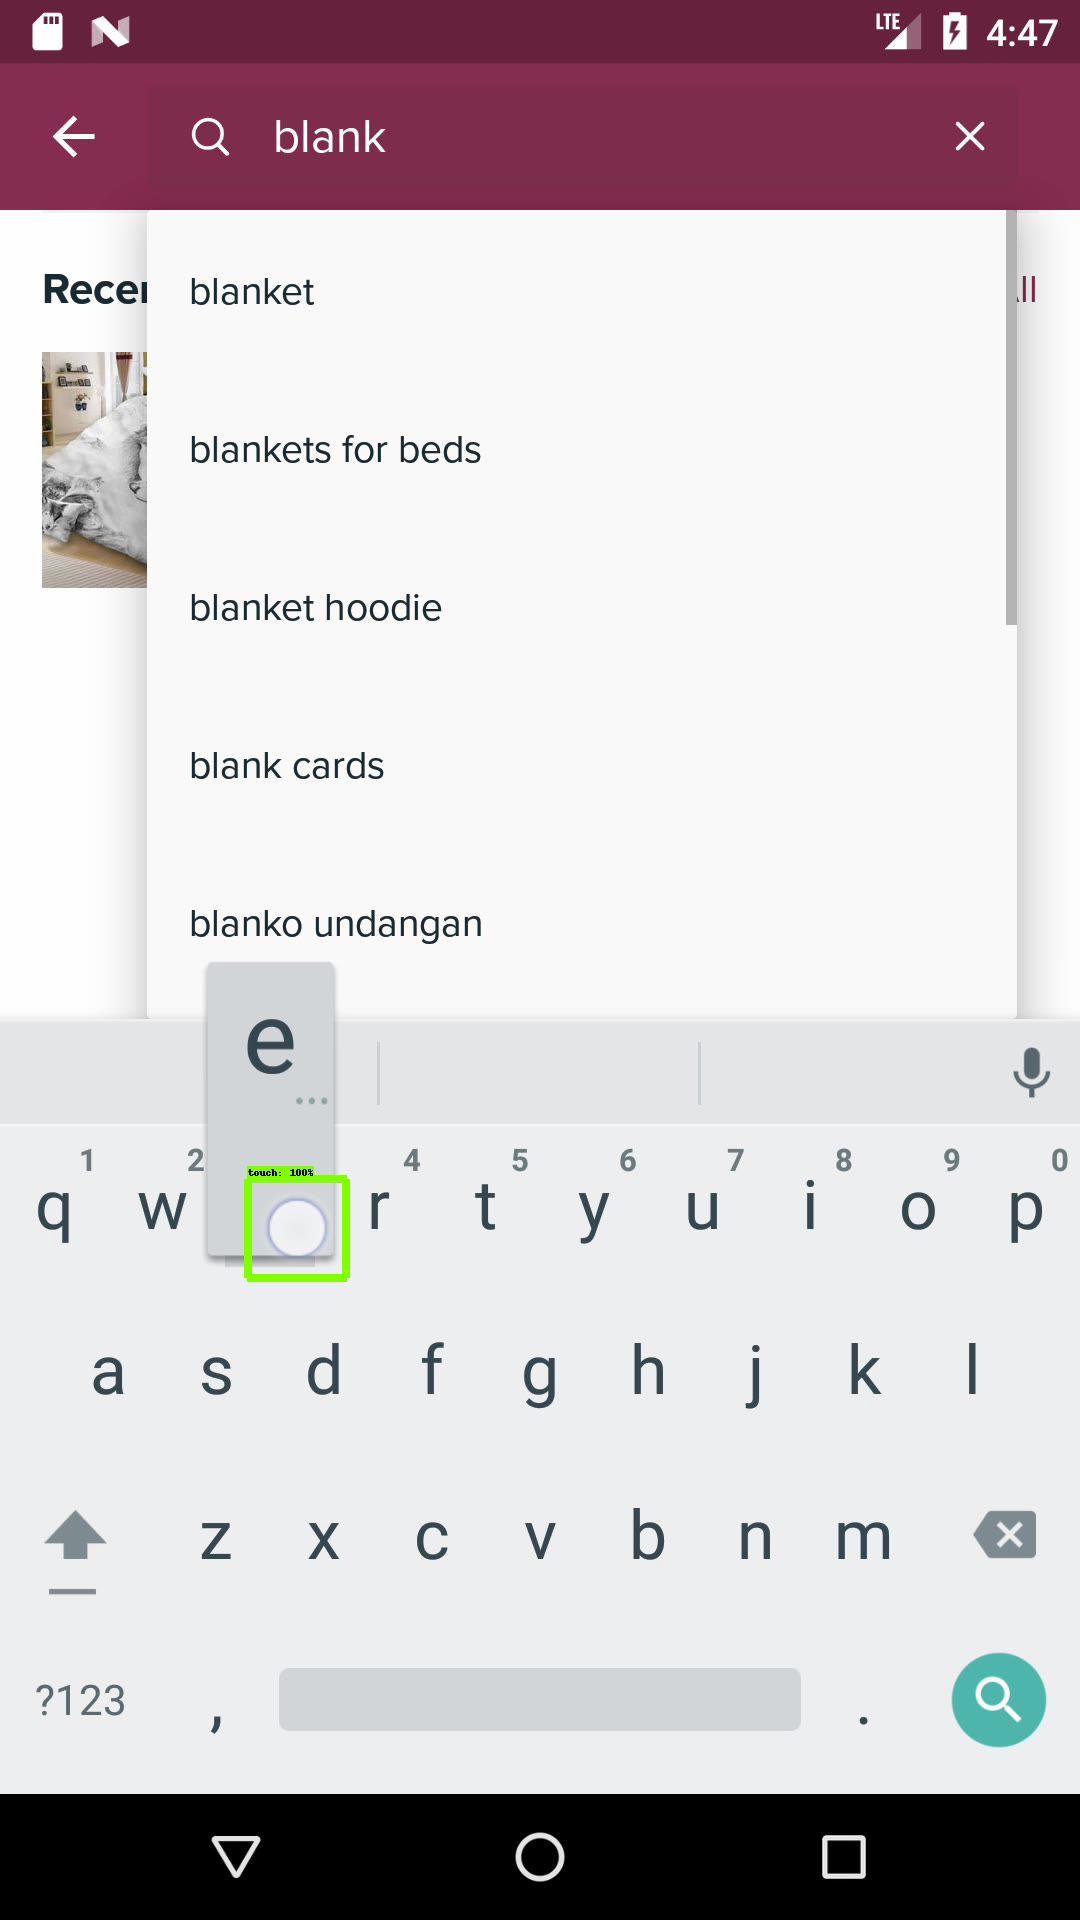 LTE 4:47
blank
Recen
ll
blanket
blankets for beds
blanket hoodie
blank cards
blanko undangan
e
...
touch: 100%
1 2 4 5 6 7 8 9 0
q w r t y u i o p
a s d f g h j k l
z x c v b n m
?123 , .